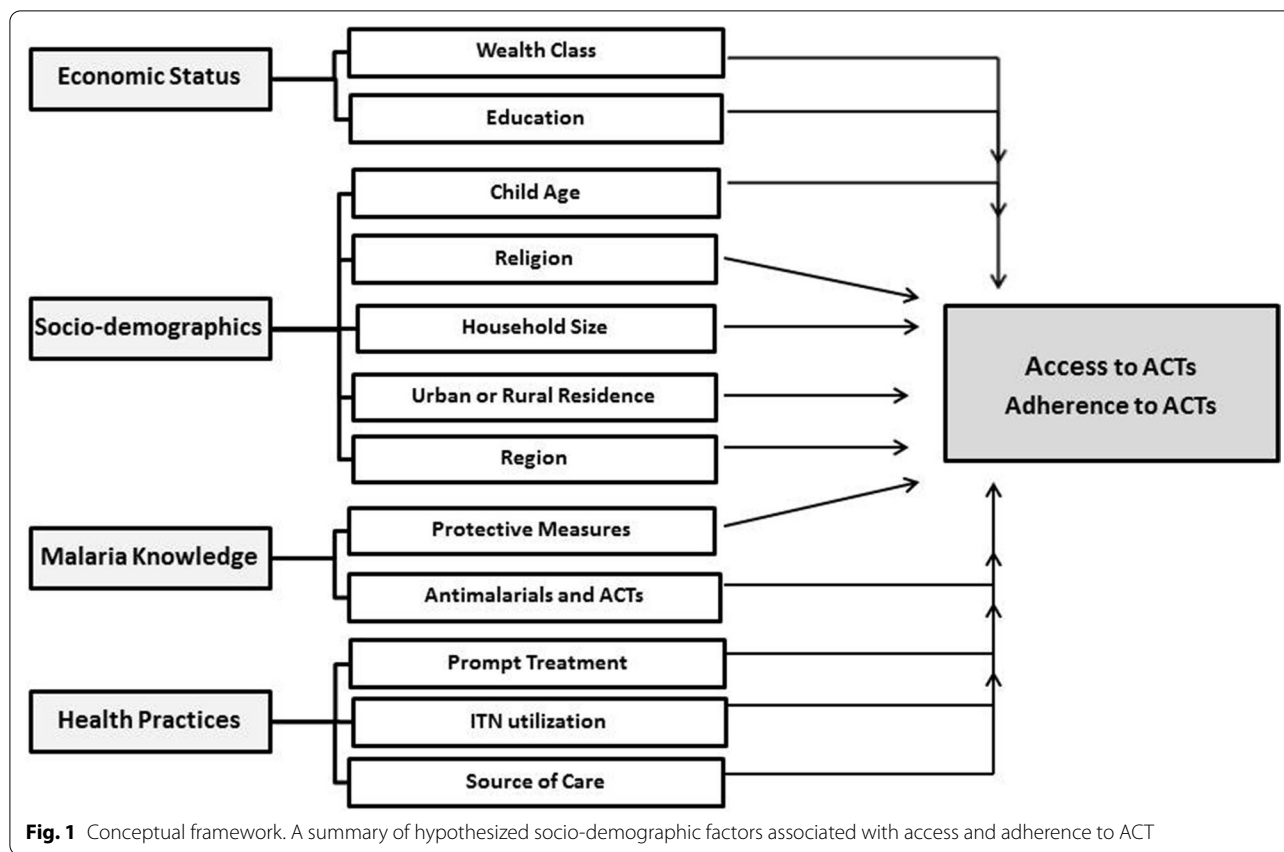 Economic Status
Wealth Class
Education
Socio-demographics
Child Age
Religion
Household Size
Urban or Rural Residence
Region
Malaria Knowledge
Protective Measures
Antimalarials and ACTs
Health Practices
Prompt Treatment
ITN utilization
Source of Care
Access to ACTs
Adherence to ACTs
Fig. 1 Conceptual framework. A summary of hypothesized socio-demographic factors associated with access and adherence to ACT